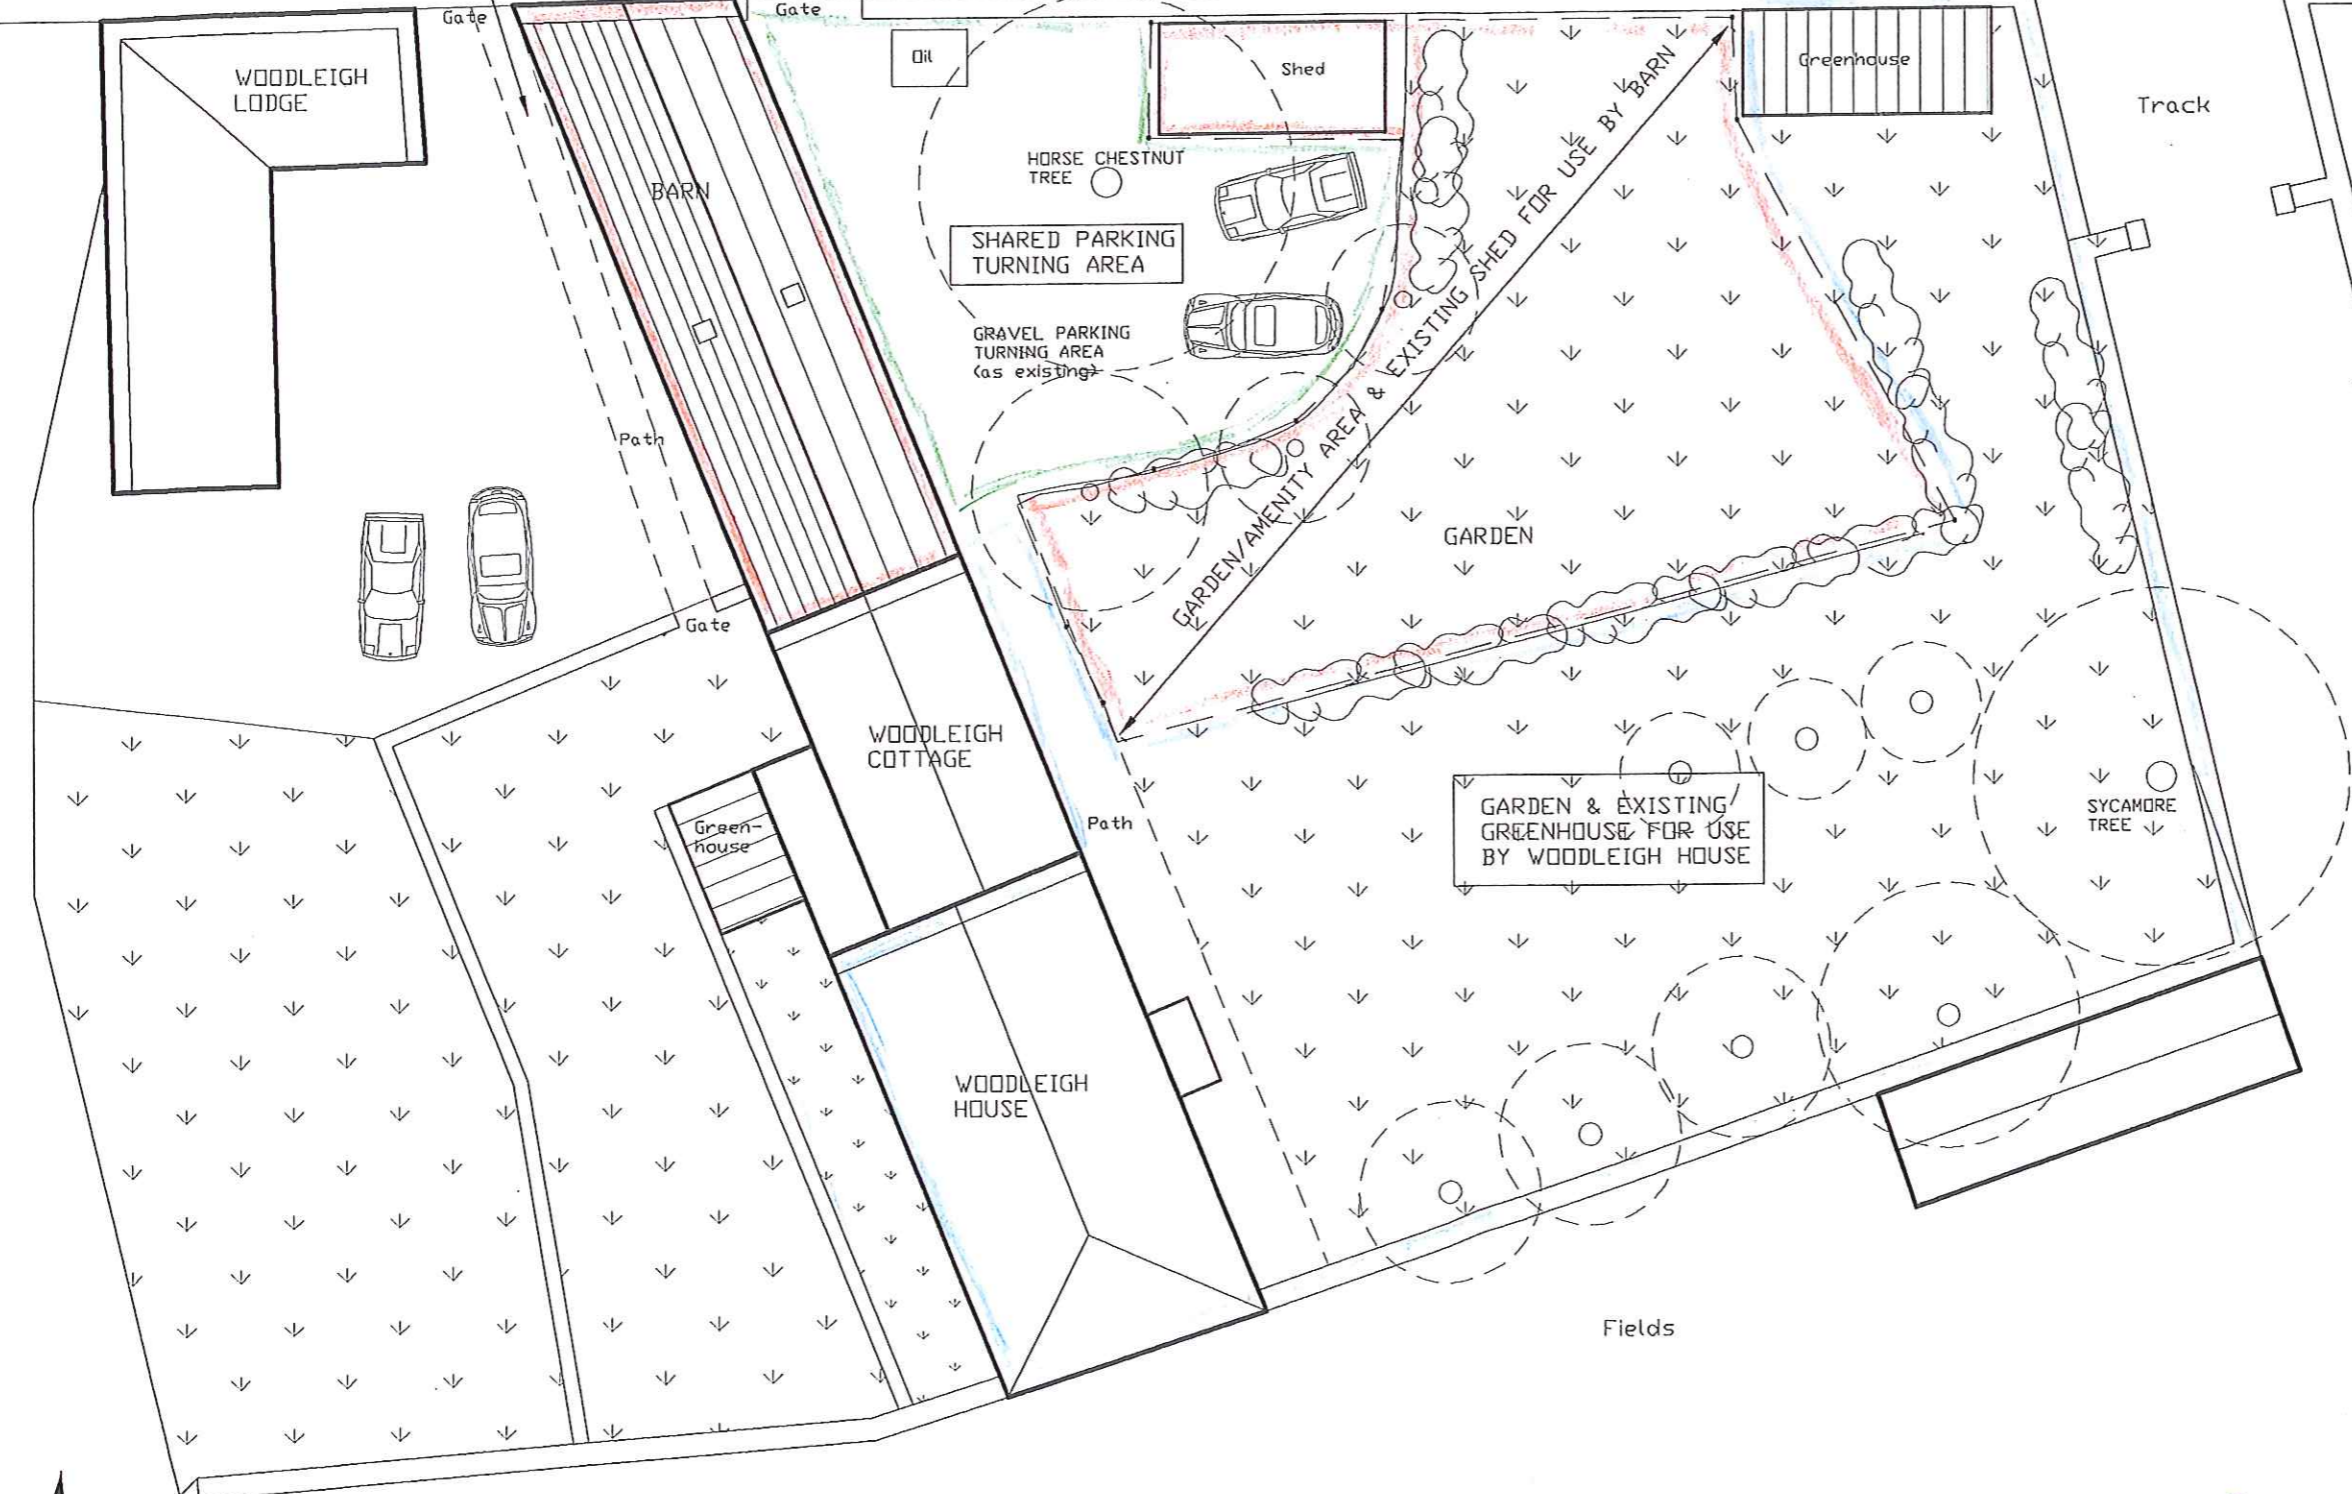 Gate
Gate
WOODLEIGH
LODGE
Oil
Shed
Greenhouse
Track
BARN
HORSE CHESTNUT
TREE
SHARED PARKING
TURNING AREA
GRAVEL PARKING
TURNING AREA
(as existing)
GARDEN/AMENITY AREA & EXISTING SHED FOR USE BY BARN
Path
GARDEN
Gate
WOODLEIGH
COTTAGE
Green-
house
Path
GARDEN & EXISTING
GREENHOUSE FOR USE
BY WOODLEIGH HOUSE
SYCAMORE
TREE
WOODLEIGH
HOUSE
Fields